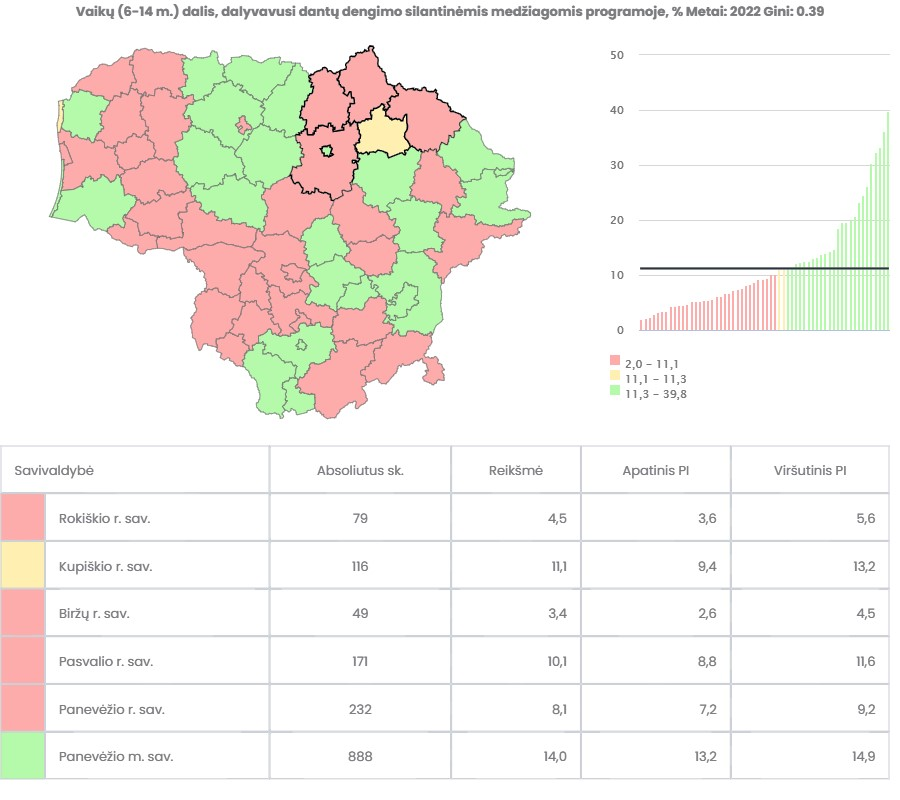 Vaikų (6-14 m.) dalis, dalyvavusi dantų dengimo silantinėmis medžiagomis programoje, % Metai: 2022 Gini: 0.39
50
40
30
20
10
0
2,0 – 11,1
11,1 – 11,3
11,3 – 39,8
Savivaldybė Absoliutus sk. Reikšmė Apatinis PI Viršutinis PI
Rokiškio r. sav. 79 4,5 3,6 5,6
Kupiškio r. sav. 116 11,1 9,4 13,2
Biržų r. sav. 49 3,4 2,6 4,5
Pasvalio r. sav. 171 10,1 8,8 11,6
Panevėžio r. sav. 232 8,1 7,2 9,2
Panevėžio m. sav. 888 14,0 13,2 14,9